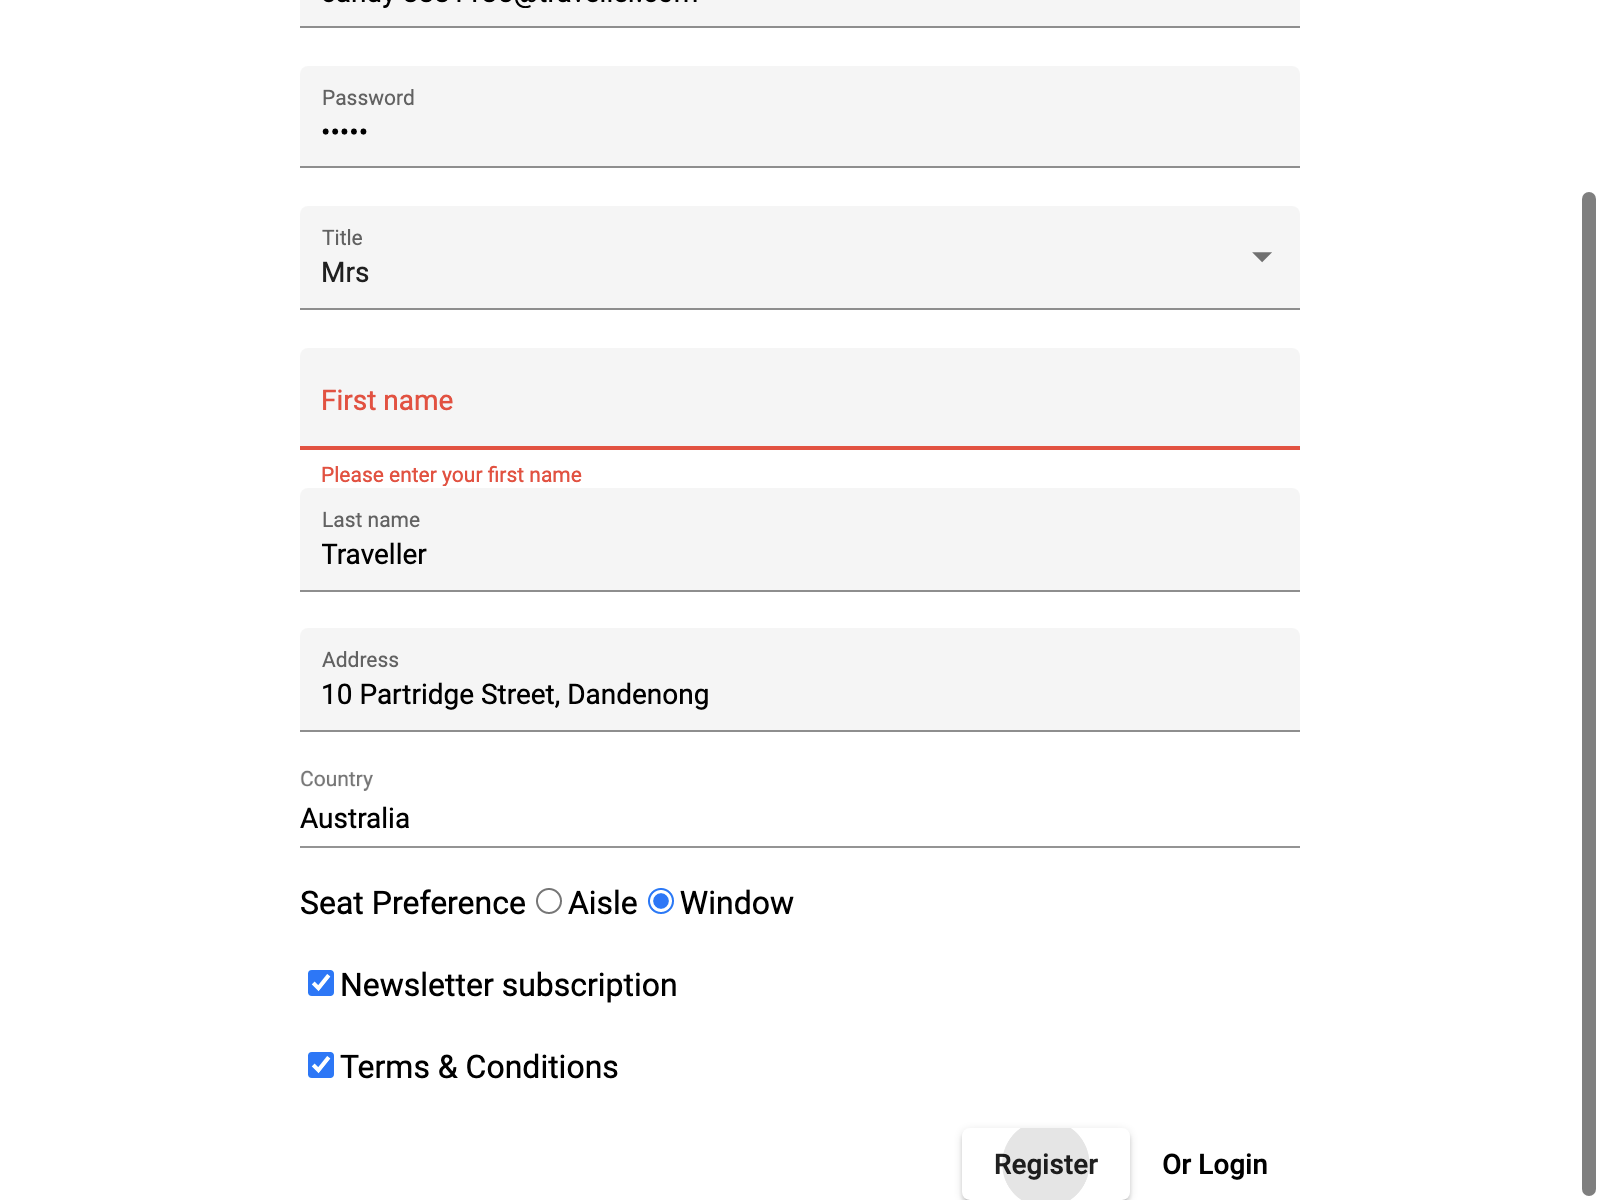 Password
•••••
Title
Mrs
First name
Please enter your first name
Last name
Traveller
Address
10 Partridge Street, Dandenong
Country
Australia
Seat Preference Aisle Window
Newsletter subscription
Terms & Conditions
Register Or Login